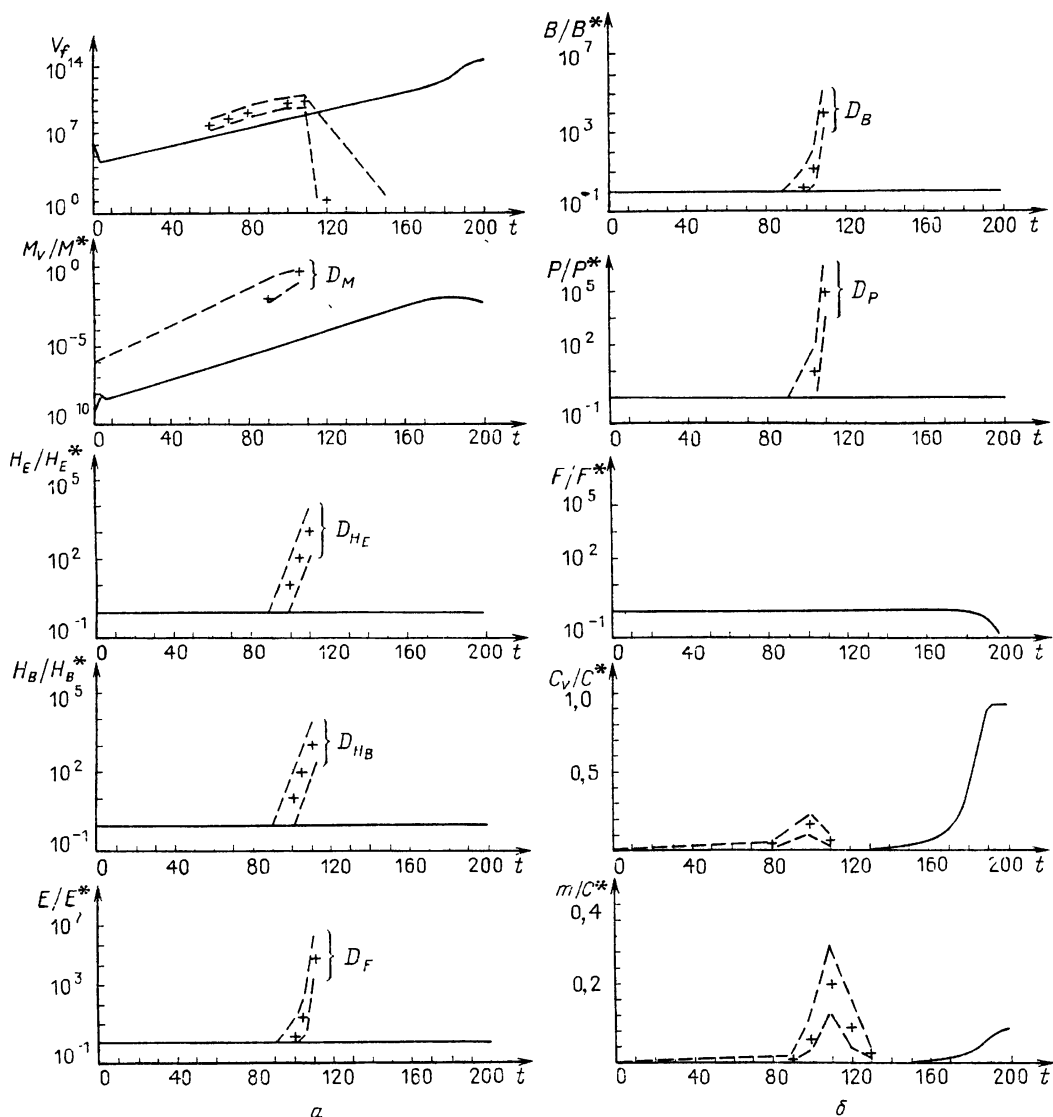 V_f
10^14
10^7
10^0
0 40 80 120 160 200 t
M_v/M*
10^0
D_M
10^-5
10^-10
0 40 80 120 160 200 t
H_E/H_E*
10^5
D_{H_E}
10^2
10^-1
0 40 80 120 160 200 t
H_B/H_B*
10^5
D_{H_B}
10^2
10^-1
0 40 80 120 160 200 t
E/E*
10^7
D_F
10^3
10^-1
0 40 80 120 160 200 t
а
B/B*
10^7
D_B
10^3
10^-1
0 40 80 120 160 200 t
P/P*
10^5
D_P
10^2
10^-1
0 40 80 120 160 200 t
F/F*
10^5
10^2
10^-1
0 40 80 120 160 200 t
C_v/C*
1,0
0,5
0 40 80 120 160 200 t
m/C*
0,4
0,2
0 40 80 120 160 200 t
б